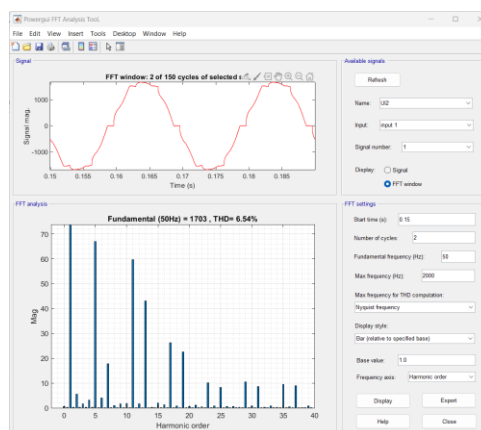 Powergui FFT Analysis Tool.
File Edit View Insert Tools Desktop Window Help
Signal
FFT window: 2 of 150 cycles of selected
Signal mag.
1000
0
-1000
0.15 0.155 0.16 0.165 0.17 0.175 0.18 0.185
Time (s)
FFT analysis
Fundamental (50Hz) = 1703 , THD= 6.54%
Mag
70
60
50
40
30
20
10
0
0 5 10 15 20 25 30 35 40
Harmonic order
Available signals
Refresh
Name: UI2
Input: input 1
Signal number: 1
Display: Signal
FFT window
FFT settings
Start time (s): 0.15
Number of cycles: 2
Fundamental frequency (Hz): 50
Max frequency (Hz): 2000
Max frequency for THD computation:
Nyquist frequency
Display style:
Bar (relative to specified base)
Base value: 1.0
Frequency axis: Harmonic order
Display Export
Help Close